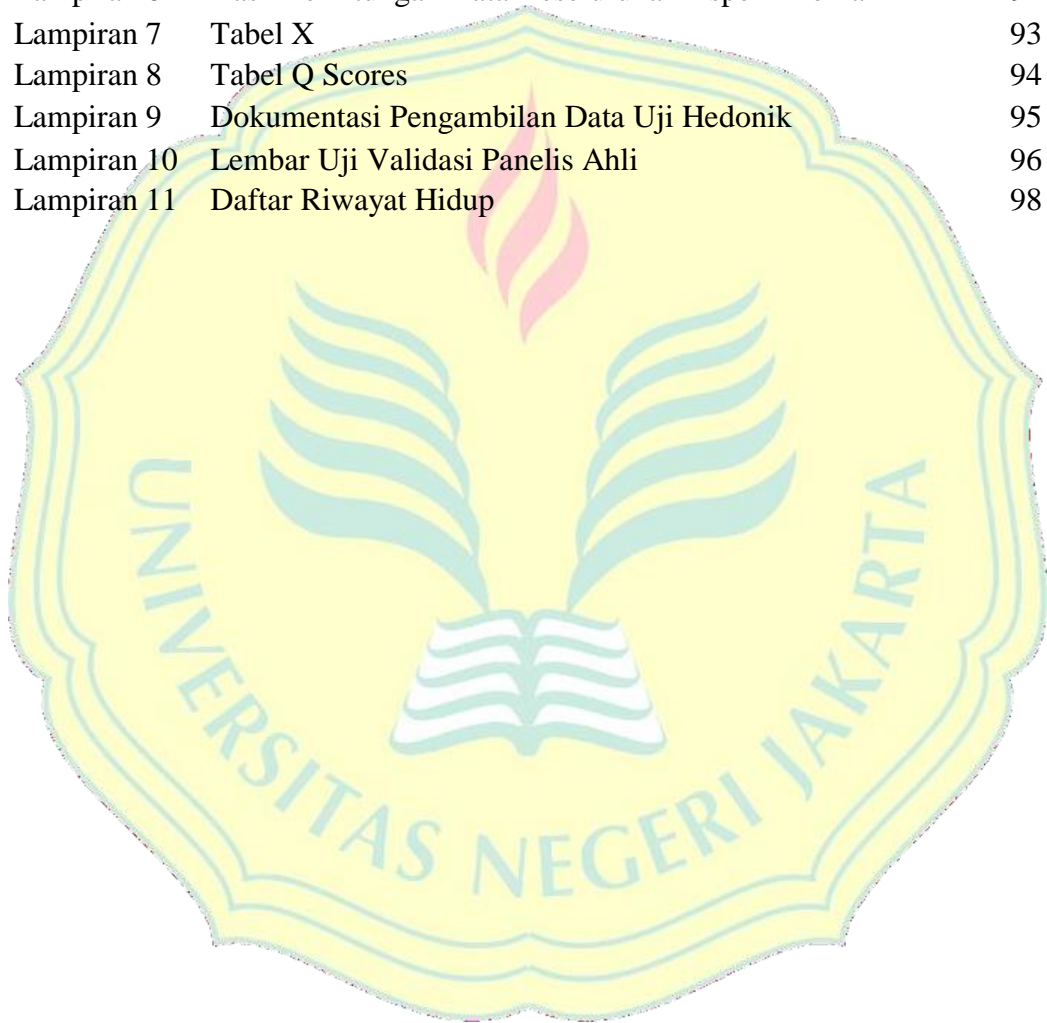 Lampiran 7 Tabel X 93
Lampiran 8 Tabel Q Scores 94
Lampiran 9 Dokumentasi Pengambilan Data Uji Hedonik 95
Lampiran 10 Lembar Uji Validasi Panelis Ahli 96
Lampiran 11 Daftar Riwayat Hidup 98
UNIVERSITAS NEGERI JAKARTA